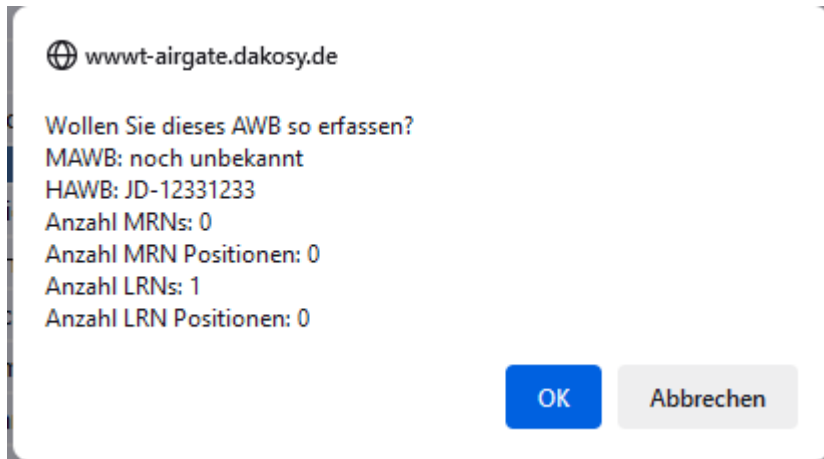 wwwt-airgate.dakosy.de
Wollen Sie dieses AWB so erfassen?
MAWB: noch unbekannt
HAWB: JD-12331233
Anzahl MRNs: 0
Anzahl MRN Positionen: 0
Anzahl LRNs: 1
Anzahl LRN Positionen: 0
OK Abbrechen